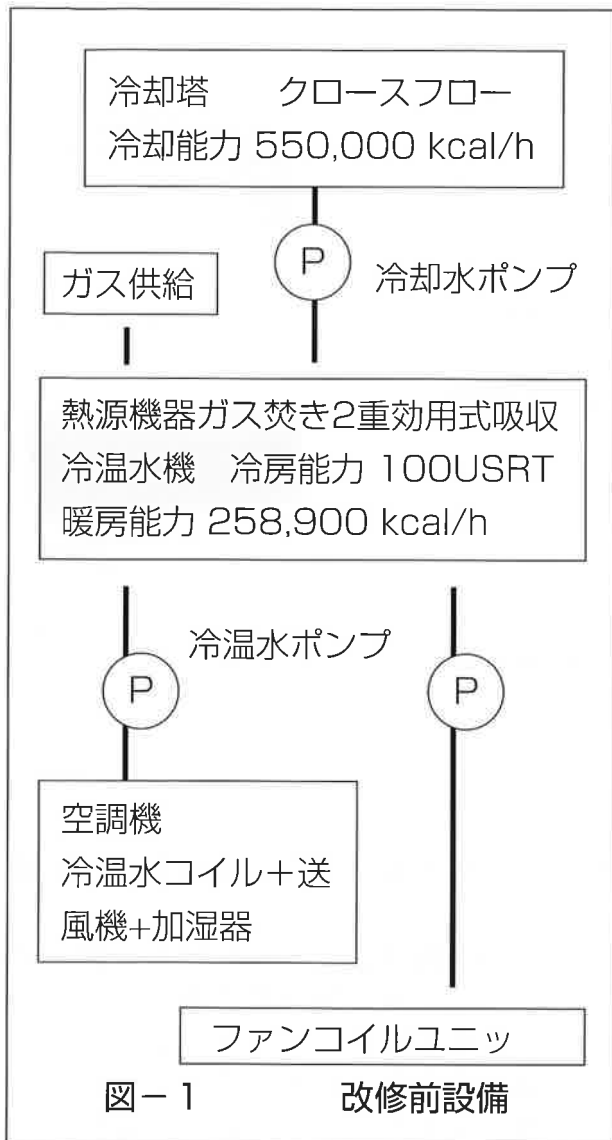 冷却塔　クロースフロー
冷却能力 550,000 kcal/h
P
冷却水ポンプ
ガス供給
熱源機器ガス焚き2重効用式吸収
冷温水機　冷房能力 100USRT
暖房能力 258,900 kcal/h
冷温水ポンプ
P
P
空調機
冷温水コイル＋送
風機+加湿器
ファンコイルユニッ
図－1　改修前設備